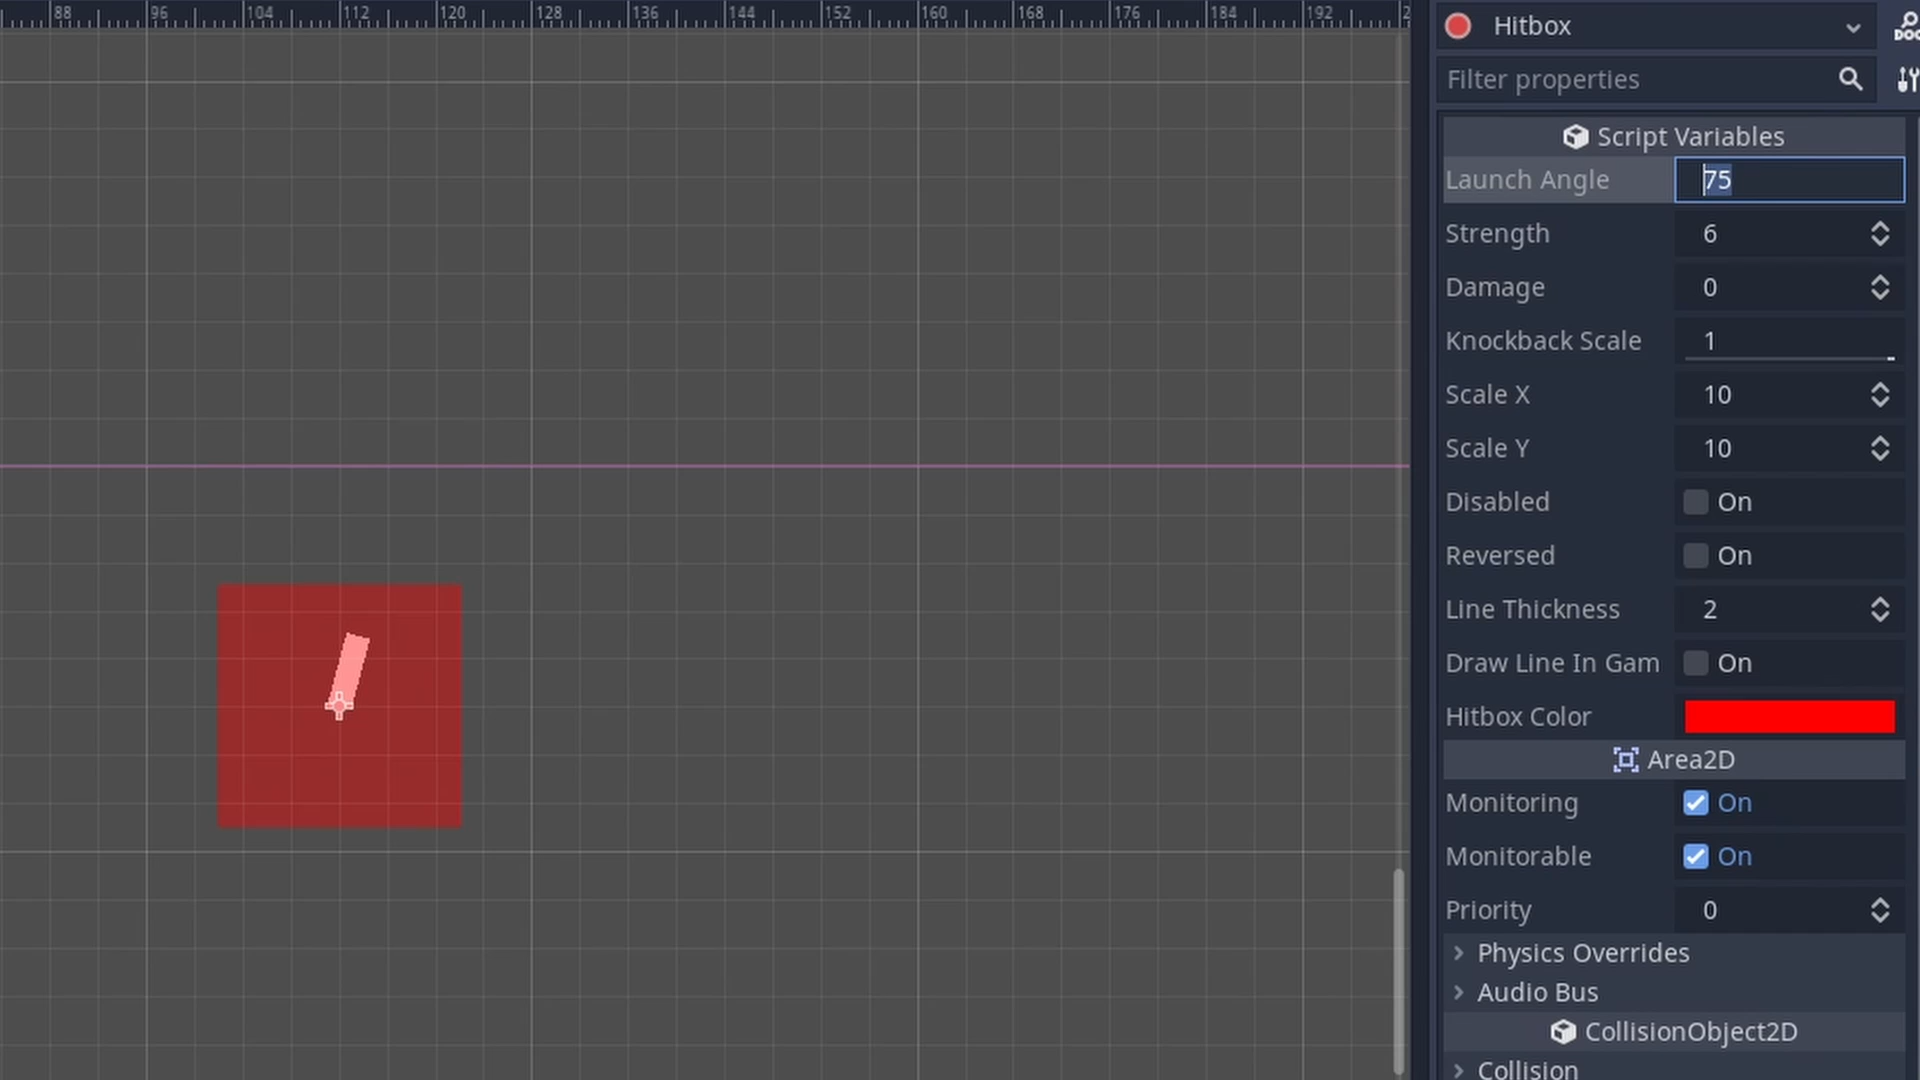 88 96 104 112 120 128 136 144 152 160 168 176 184 192 2
Hitbox
DOC
Filter properties
Script Variables
Launch Angle 75
Strength 6
Damage 0
Knockback Scale 1
Scale X 10
Scale Y 10
Disabled On
Reversed On
Line Thickness 2
Draw Line In Gam On
Hitbox Color
Area2D
Monitoring On
Monitorable On
Priority 0
Physics Overrides
Audio Bus
CollisionObject2D
Collision